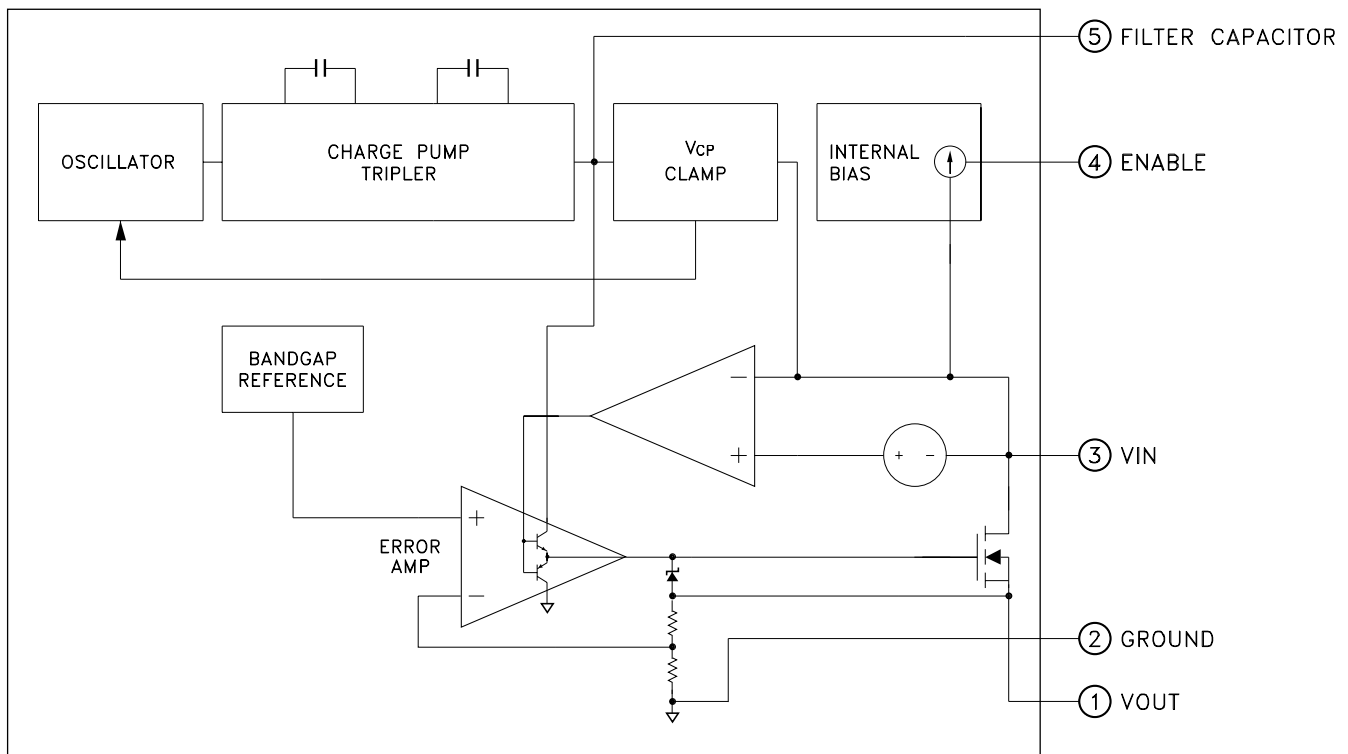 5 FILTER CAPACITOR
OSCILLATOR
CHARGE PUMP
TRIPLER
VCP
CLAMP
INTERNAL
BIAS
4 ENABLE
BANDGAP
REFERENCE
−
+
+ -
3 VIN
+
ERROR
AMP
−
2 GROUND
1 VOUT